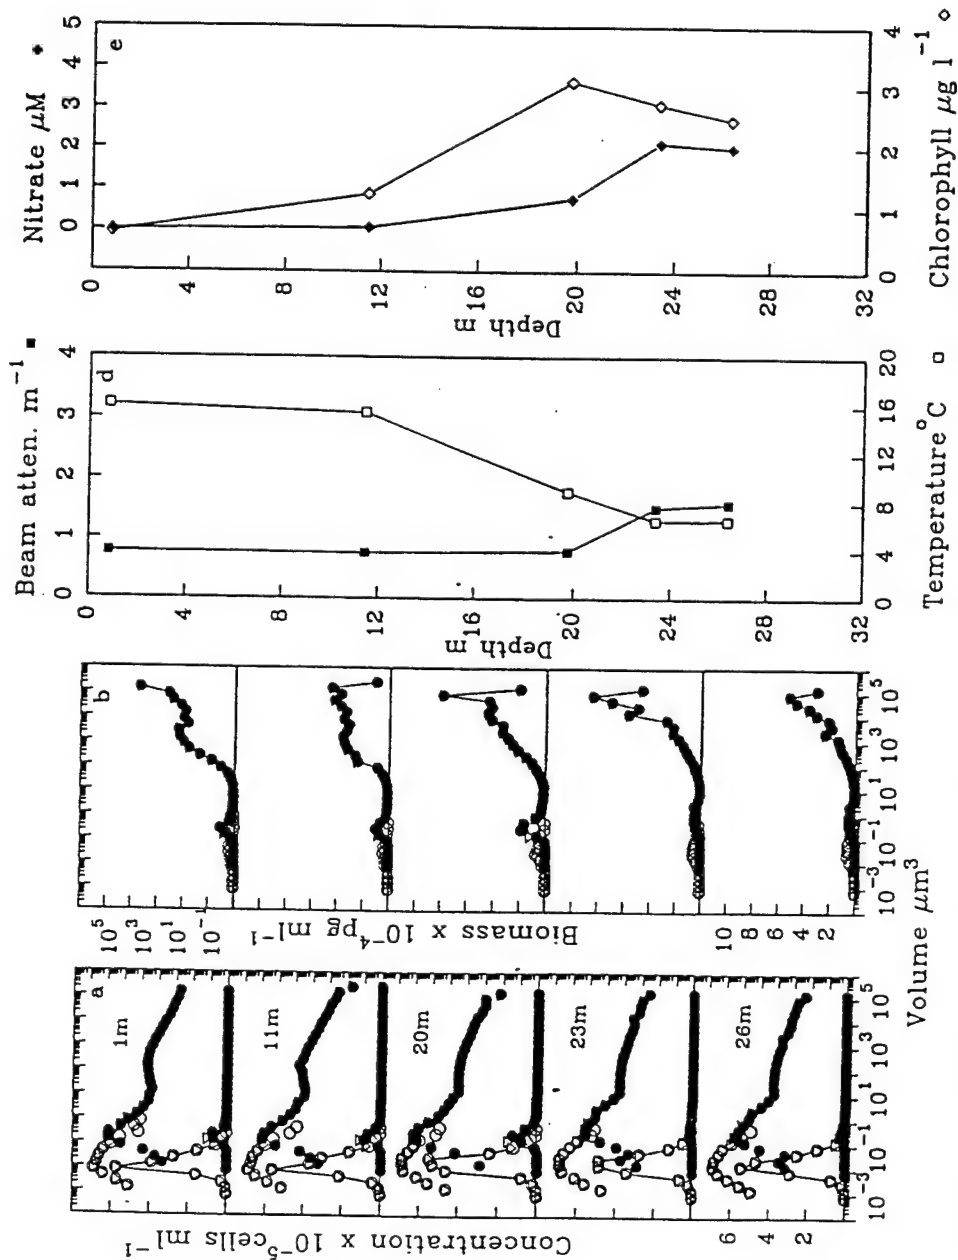 Concentration x 10⁻⁵ cells ml⁻¹
a
1m
11m
20m
23m
26m
6
4
2
10⁻³
10⁻¹
10¹
10³
10⁵
Biomass x 10⁻⁴ pg ml⁻¹
b
10⁵
10³
10¹
10⁻¹
10
8
6
4
2
10⁻³
10⁻¹
10¹
10³
10⁵
Volume μm³
Beam atten. m⁻¹ ■
0 1 2 3 4
d
Depth m
0
4
8
12
16
20
24
28
32
0 4 8 12 16 20
Temperature °C □
Nitrate μM ◆
0 1 2 3 4 5
e
Depth m
0
4
8
12
16
20
24
28
32
0 1 2 3 4
Chlorophyll μg l⁻¹ ◇